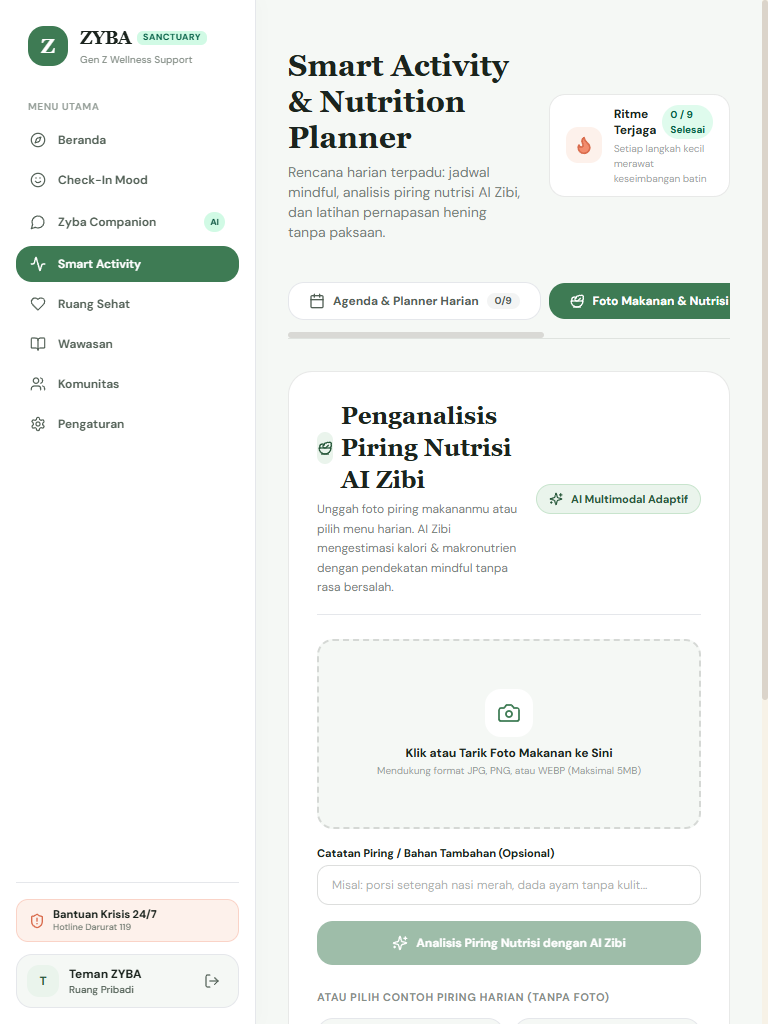 Z
ZYBA
SANCTUARY
Gen Z Wellness Support
MENU UTAMA
Beranda
Check-In Mood
Zyba Companion
AI
Smart Activity
Ruang Sehat
Wawasan
Komunitas
Pengaturan
Bantuan Krisis 24/7
Hotline Darurat 119
T
Teman ZYBA
Ruang Pribadi
Smart Activity
& Nutrition
Planner
Rencana harian terpadu: jadwal
mindful, analisis piring nutrisi AI Zibi,
dan latihan pernapasan hening
tanpa paksaan.
Ritme
Terjaga
0 / 9
Selesai
Setiap langkah kecil
merawat
keseimbangan batin
Agenda & Planner Harian
0/9
Foto Makanan & Nutrisi
Penganalisis
Piring Nutrisi
AI Zibi
Unggah foto piring makananmu atau
pilih menu harian. AI Zibi
mengestimasi kalori & makronutrien
dengan pendekatan mindful tanpa
rasa bersalah.
AI Multimodal Adaptif
Klik atau Tarik Foto Makanan ke Sini
Mendukung format JPG, PNG, atau WEBP (Maksimal 5MB)
Catatan Piring / Bahan Tambahan (Opsional)
Misal: porsi setengah nasi merah, dada ayam tanpa kulit...
Analisis Piring Nutrisi dengan AI Zibi
ATAU PILIH CONTOH PIRING HARIAN (TANPA FOTO)